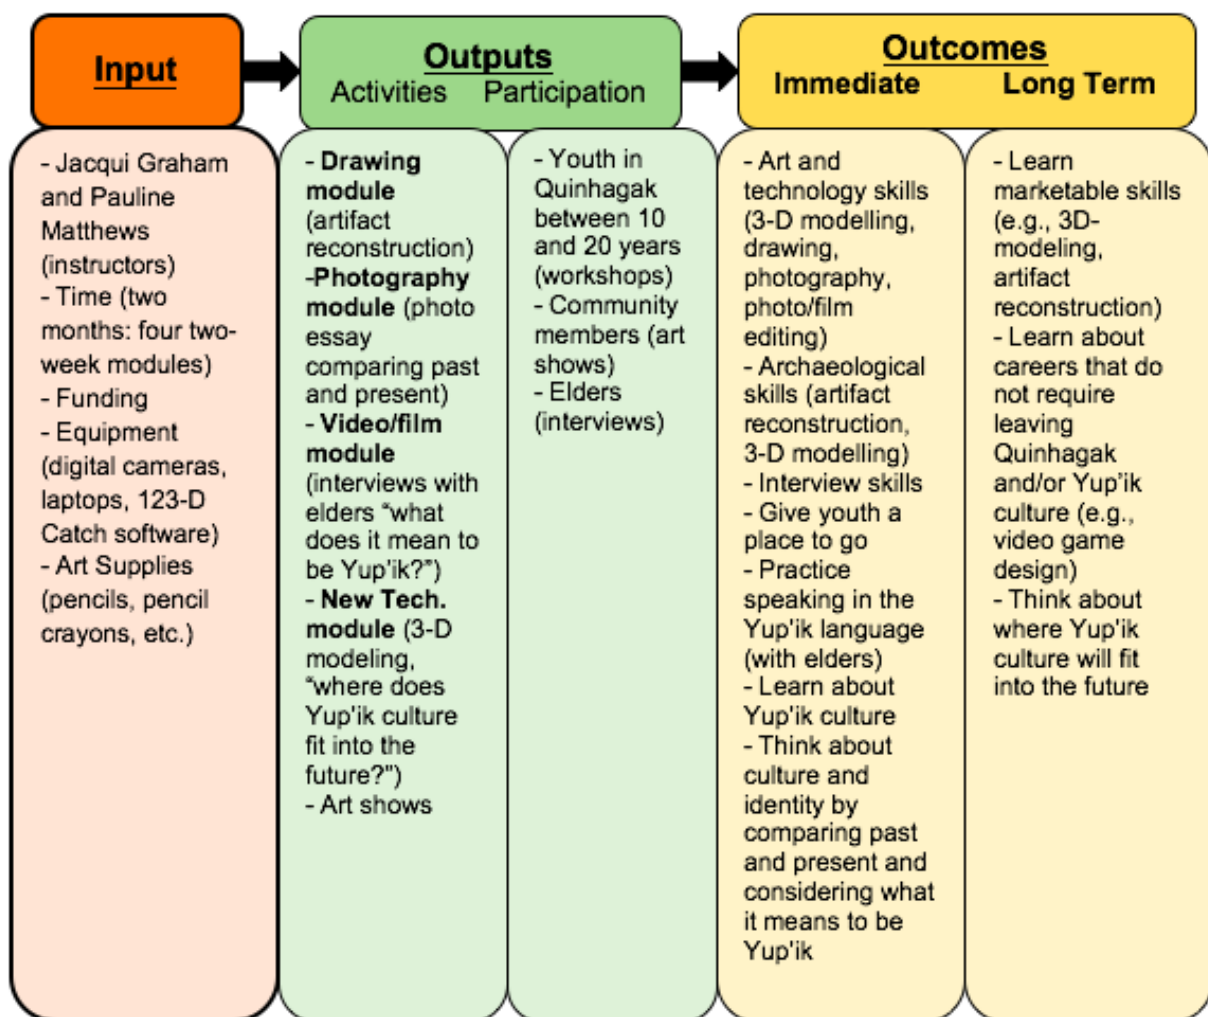 Input
Outputs
Activities Participation
Outcomes
Immediate Long Term
- Jacqui Graham
and Pauline
Matthews
(instructors)
- Time (two
months: four two-
week modules)
- Funding
- Equipment
(digital cameras,
laptops, 123-D
Catch software)
- Art Supplies
(pencils, pencil
crayons, etc.)
- Drawing
module
(artifact
reconstruction)
-Photography
module (photo
essay
comparing past
and present)
- Video/film
module
(interviews with
elders “what
does it mean to
be Yup'ik?”)
- New Tech.
module (3-D
modeling,
“where does
Yup'ik culture
fit into the
future?”)
- Art shows
- Youth in
Quinhagak
between 10
and 20 years
(workshops)
- Community
members (art
shows)
- Elders
(interviews)
- Art and
technology skills
(3-D modelling,
drawing,
photography,
photo/film
editing)
- Archaeological
skills (artifact
reconstruction,
3-D modelling)
- Interview skills
- Give youth a
place to go
- Practice
speaking in the
Yup'ik language
(with elders)
- Learn about
Yup'ik culture
- Think about
culture and
identity by
comparing past
and present and
considering what
it means to be
Yup'ik
- Learn
marketable skills
(e.g., 3D-
modeling,
artifact
reconstruction)
- Learn about
careers that do
not require
leaving
Quinhagak
and/or Yup'ik
culture (e.g.,
video game
design)
- Think about
where Yup'ik
culture will fit
into the future